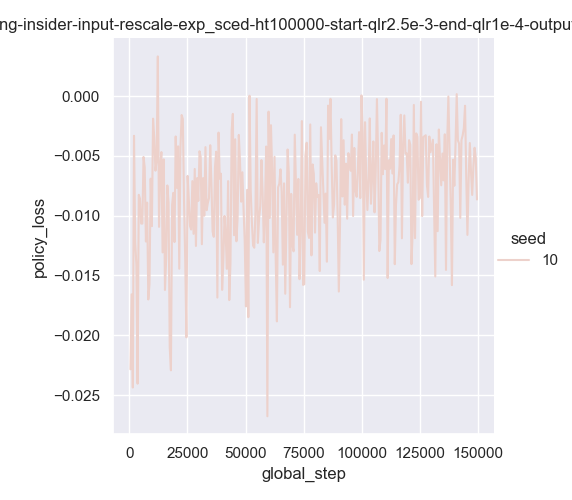 ng-insider-input-rescale-exp_sced-ht100000-start-qlr2.5e-3-end-qlr1e-4-output
0.000
−0.005
−0.010
−0.015
−0.020
−0.025
policy_loss
0 25000 50000 75000 100000 125000 150000
global_step
seed
10